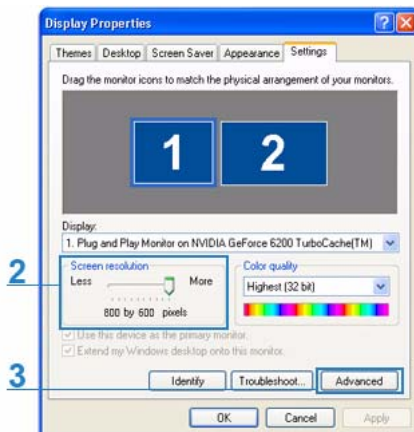 Display Properties
Themes Desktop Screen Saver Appearance Settings
Drag the monitor icons to match the physical arrangement of your monitors.
1 2
Display:
1. Plug and Play Monitor on NVIDIA GeForce 6200 TurboCache(TM)
2
Screen resolution
Less More
800 by 600 pixels
Color quality
Highest (32 bit)
Use this device as the primary monitor.
Extend my Windows desktop onto this monitor.
3
Identify Troubleshoot... Advanced
OK Cancel Apply